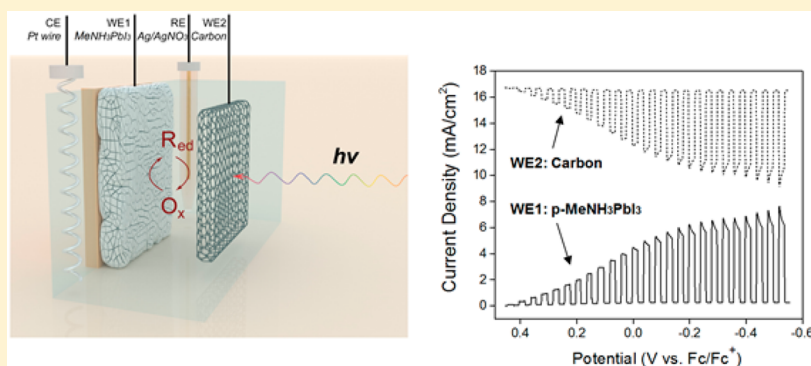 CE
Pt wire
WE1
MeNH₃PbI₃
RE
Ag/AgNO₃
WE2
Carbon
Red
Ox
hv
Current Density (mA/cm²)
18
16
14
12
10
8
6
4
2
0
WE2: Carbon
WE1: p-MeNH₃PbI₃
0.4
0.2
0.0
-0.2
-0.4
-0.6
Potential (V vs. Fc/Fc⁺)